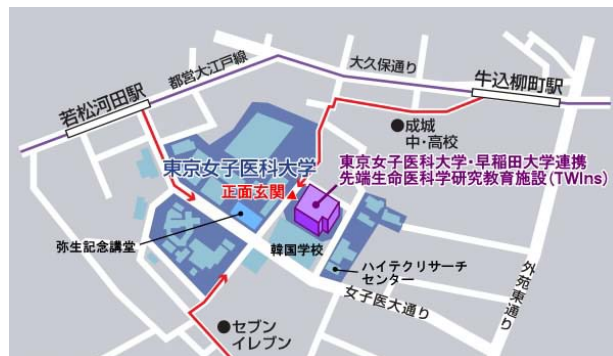 若松河田駅
都営大江戸線
大久保通り
牛込柳町駅
●成城
中・高校
東京女子医科大学
正面玄関
東京女子医科大学・早稲田大学連携
先端生命医科学研究教育施設(TWIns)
弥生記念講堂
韓国学校
ハイテクリサーチ
センター
女子医大通り
外苑東通り
●セブン
イレブン